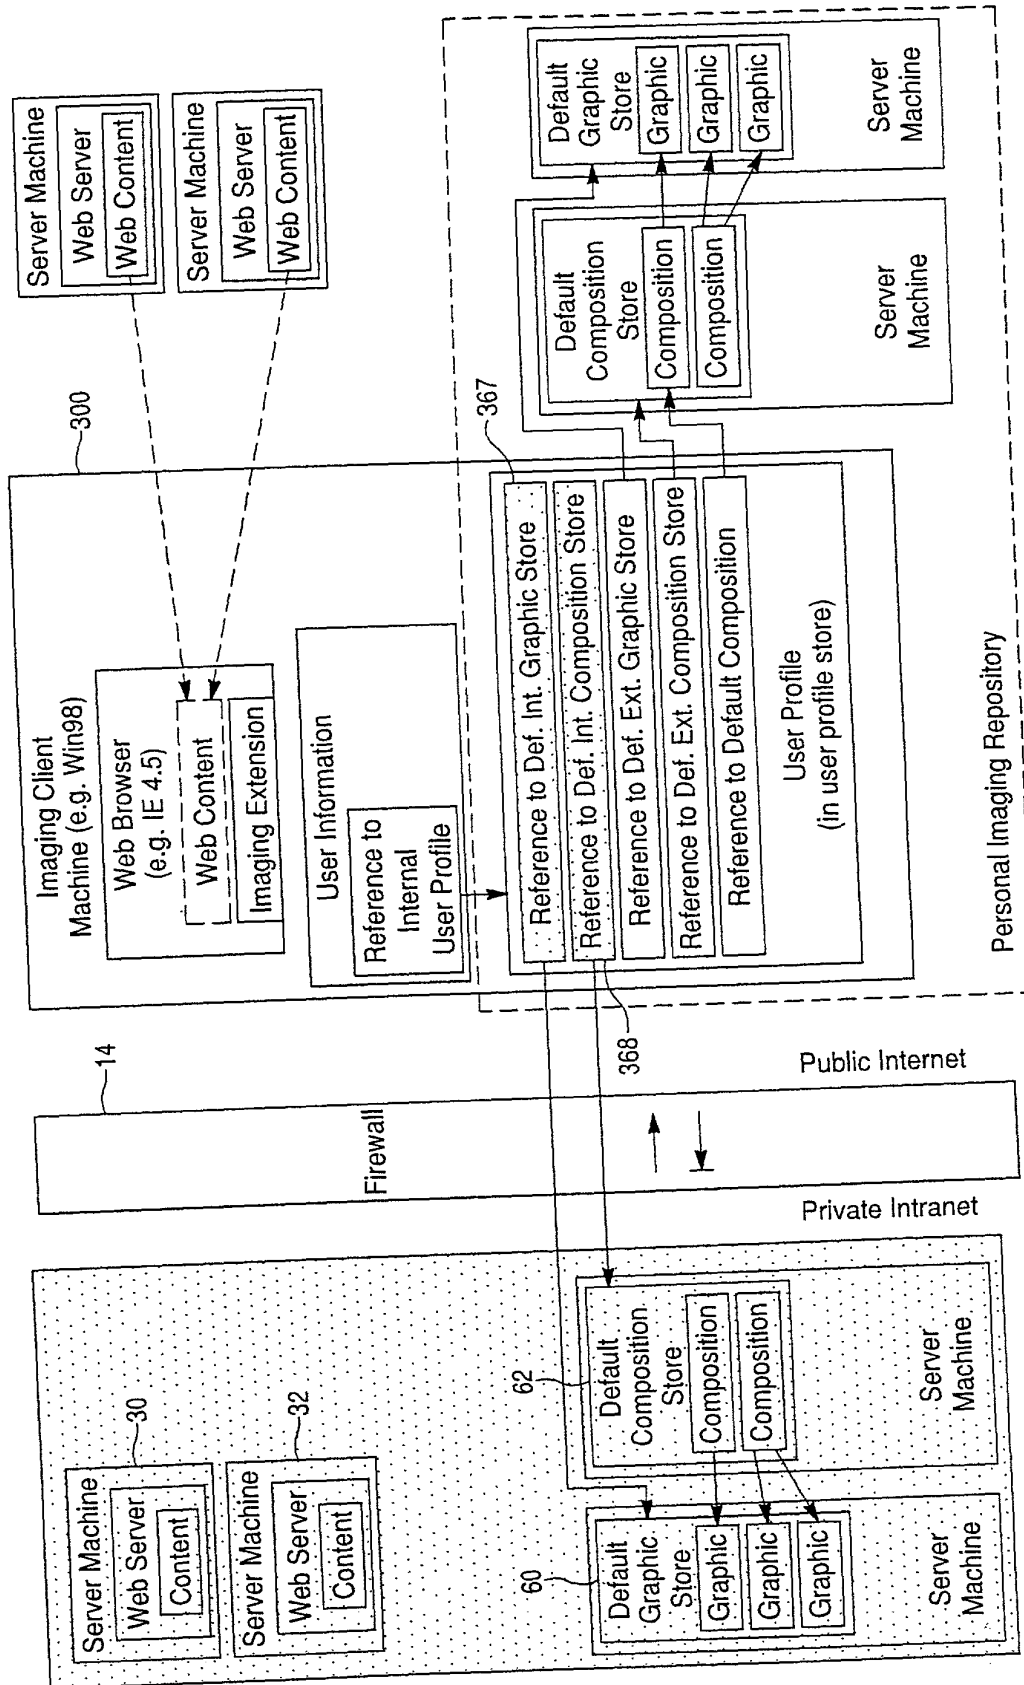 Server Machine
Web Server
Content
30
Server Machine
Web Server
Content
32
60
Default
Graphic
Store
Graphic
Graphic
Graphic
Server
Machine
62
Default
Composition
Store
Composition
Composition
Server
Machine
Private Intranet
Firewall
14
Public Internet
Imaging Client
Machine (e.g. Win98)
300
Web Browser
(e.g. IE 4.5)
Web Content
Imaging Extension
User Information
Reference to
Internal
User Profile
Reference to Def. Int. Graphic Store
Reference to Def. Int. Composition Store
Reference to Def. Ext. Graphic Store
Reference to Def. Ext. Composition Store
Reference to Default Composition
User Profile
(in user profile store)
367
368
Personal Imaging Repository
Server Machine
Web Server
Web Content
Server Machine
Web Server
Web Content
Default
Composition
Store
Composition
Composition
Server
Machine
Default
Graphic
Store
Graphic
Graphic
Graphic
Server
Machine